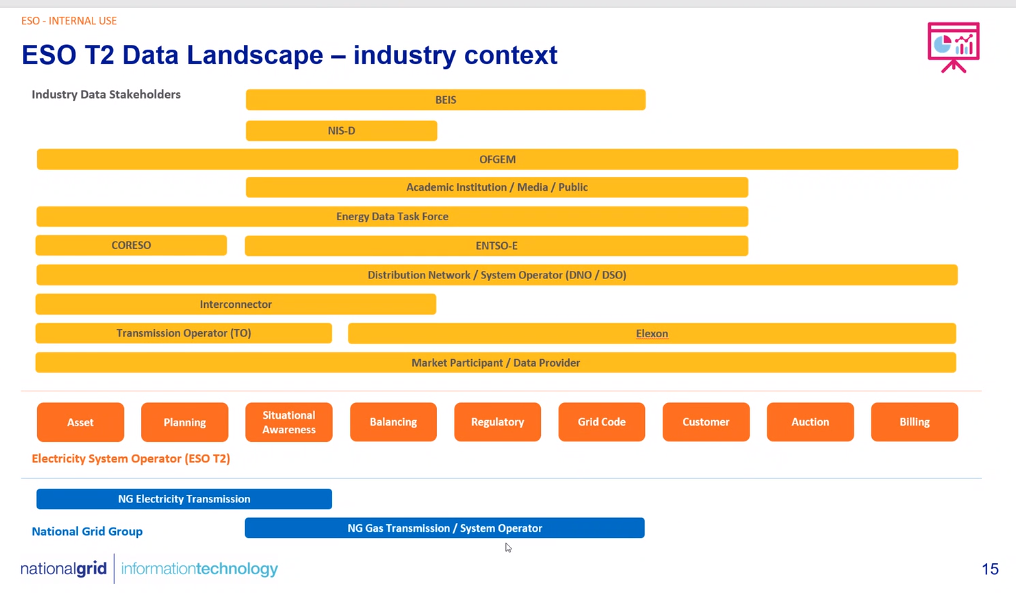 ESO - INTERNAL USE
ESO T2 Data Landscape – industry context
Industry Data Stakeholders
BEIS
NIS-D
OFGEM
Academic Institution / Media / Public
Energy Data Task Force
CORESO
ENTSO-E
Distribution Network / System Operator (DNO / DSO)
Interconnector
Transmission Operator (TO)
Elexon
Market Participant / Data Provider
Asset
Planning
Situational
Awareness
Balancing
Regulatory
Grid Code
Customer
Auction
Billing
Electricity System Operator (ESO T2)
NG Electricity Transmission
NG Gas Transmission / System Operator
National Grid Group
nationalgrid
informationtechnology
15